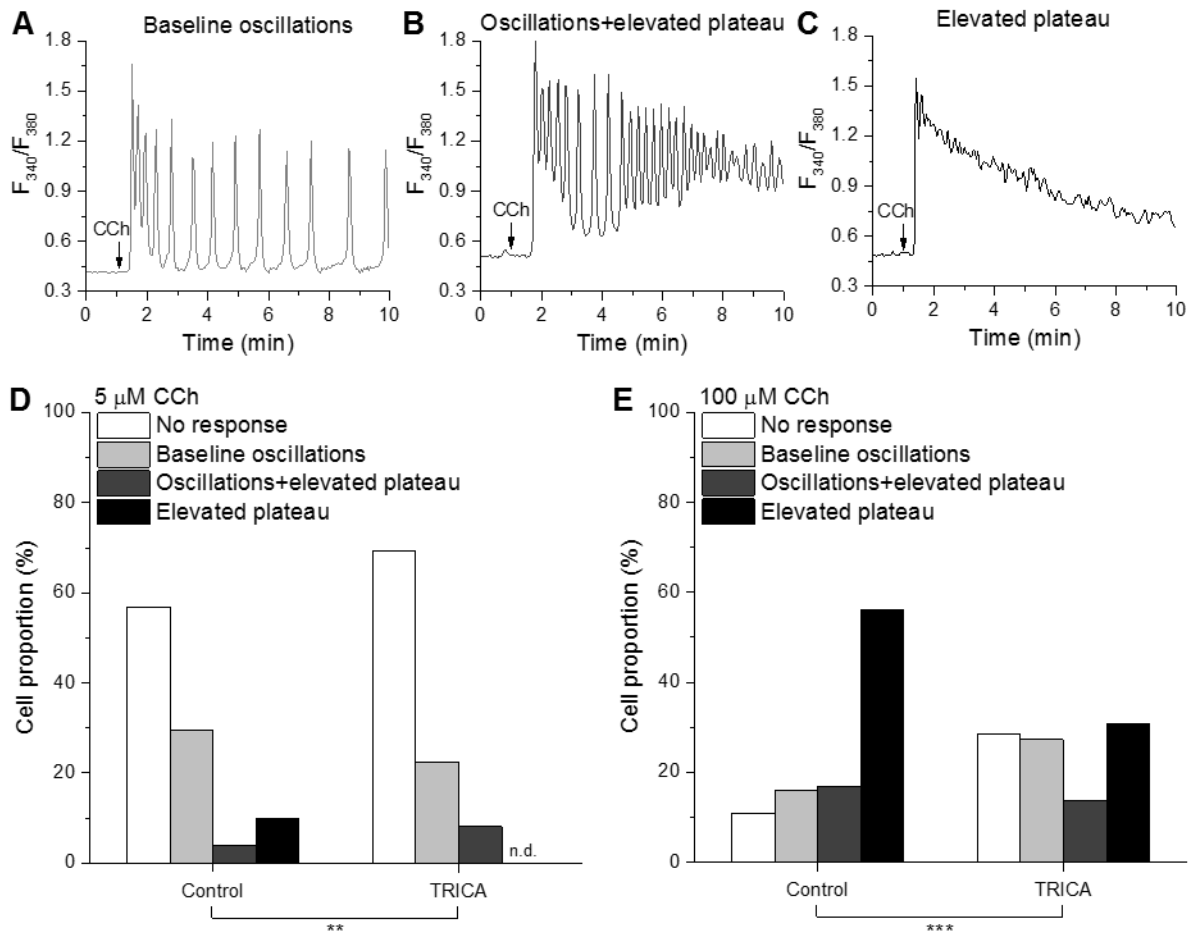 A Baseline oscillations
1.8
1.5
1.2
0.9
0.6
0.3
F340/F380
CCh
0 2 4 6 8 10
Time (min)
B Oscillations+elevated plateau
1.8
1.5
1.2
0.9
0.6
0.3
F340/F380
CCh
0 2 4 6 8 10
Time (min)
C Elevated plateau
1.8
1.5
1.2
0.9
0.6
0.3
F340/F380
CCh
0 2 4 6 8 10
Time (min)
D 5 μM CCh
No response
Baseline oscillations
Oscillations+elevated plateau
Elevated plateau
100
80
60
40
20
0
Cell proportion (%)
n.d.
Control TRICA
**
E 100 μM CCh
No response
Baseline oscillations
Oscillations+elevated plateau
Elevated plateau
100
80
60
40
20
0
Cell proportion (%)
Control TRICA
***